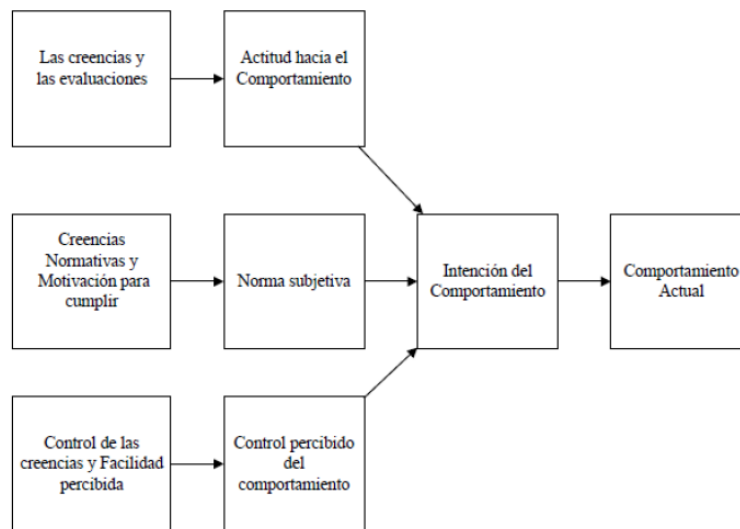 Las creencias y
las evaluaciones
Actitud hacia el
Comportamiento
Creencias
Normativas y
Motivación para
cumplir
Norma subjetiva
Intención del
Comportamiento
Comportamiento
Actual
Control de las
creencias y Facilidad
percibida
Control percibido
del
comportamiento